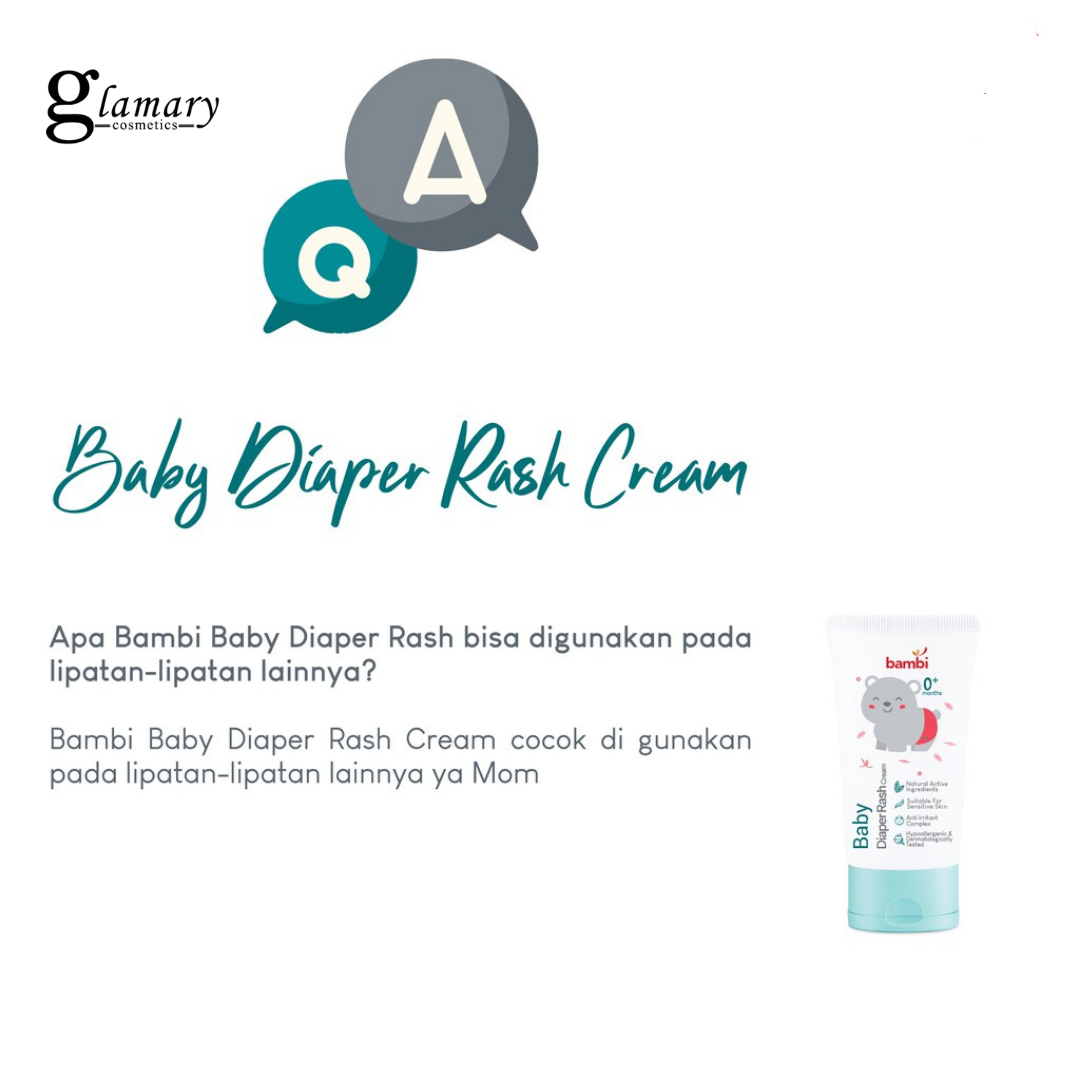 glamary
cosmetics
A
Q
Baby Diaper Rash Cream
Apa Bambi Baby Diaper Rash bisa digunakan pada
lipatan-lipatan lainnya?
Bambi Baby Diaper Rash Cream cocok di gunakan
pada lipatan-lipatan lainnya ya Mom
bambi
0+
months
Baby
Diaper Rash Cream
Natural Active
Ingredients
Suitable For
Sensitive Skin
Anti Irritant
Complex
Hypoallergenic &
Dermatologically
Tested